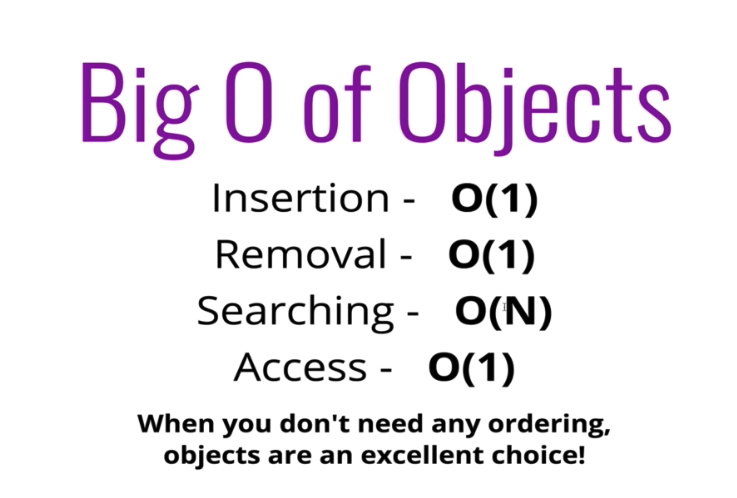 Big O of Objects
Insertion - O(1)
Removal - O(1)
Searching - O(N)
Access - O(1)
When you don't need any ordering,
objects are an excellent choice!